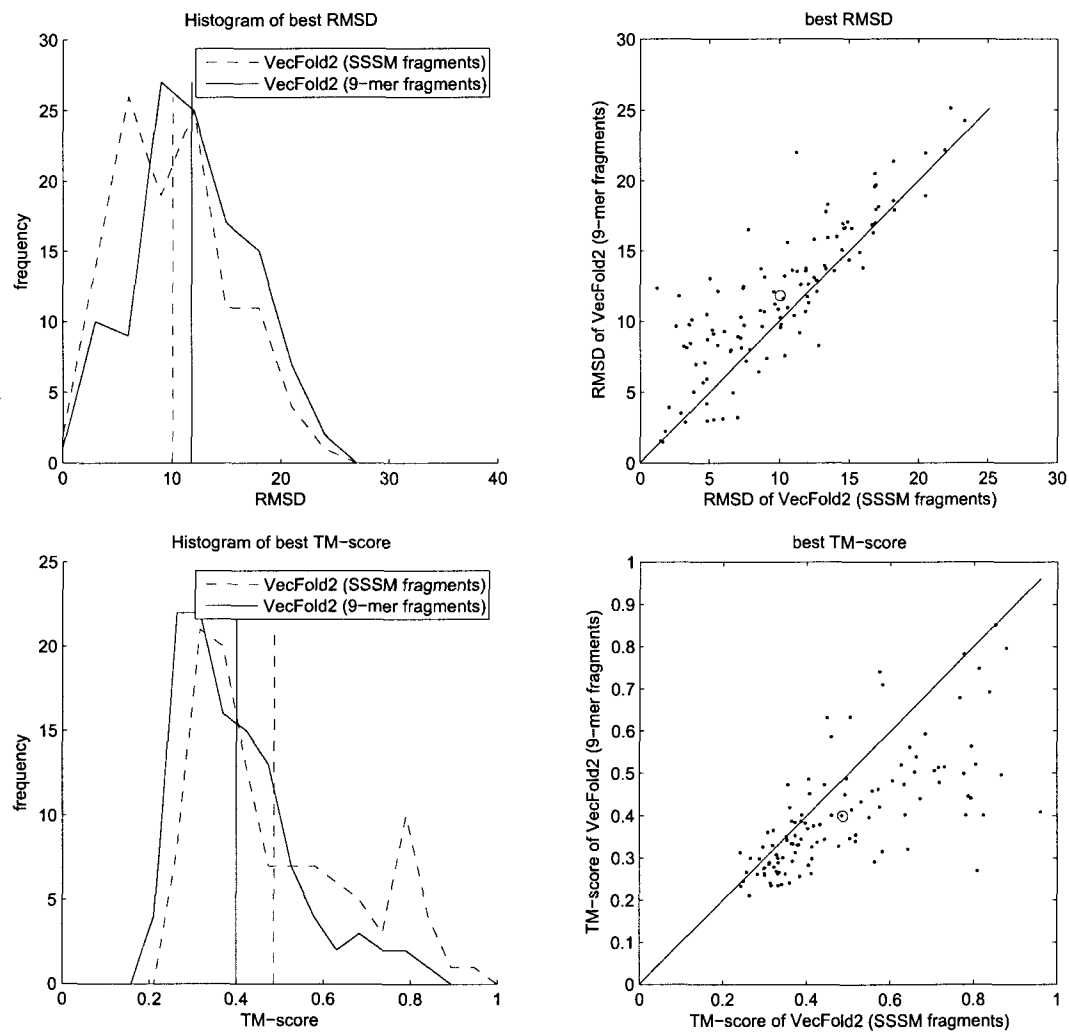 Histogram of best RMSD
30
25
20
15
10
5
0
frequency
VecFold2 (SSSM fragments)
VecFold2 (9−mer fragments)
0 10 20 30 40
RMSD
best RMSD
30
25
20
15
10
5
0
RMSD of VecFold2 (9−mer fragments)
0 5 10 15 20 25 30
RMSD of VecFold2 (SSSM fragments)
Histogram of best TM−score
25
20
15
10
5
0
frequency
VecFold2 (SSSM fragments)
VecFold2 (9−mer fragments)
0 0.2 0.4 0.6 0.8 1
TM−score
best TM−score
1
0.9
0.8
0.7
0.6
0.5
0.4
0.3
0.2
0.1
0
TM−score of VecFold2 (9−mer fragments)
0 0.2 0.4 0.6 0.8 1
TM−score of VecFold2 (SSSM fragments)